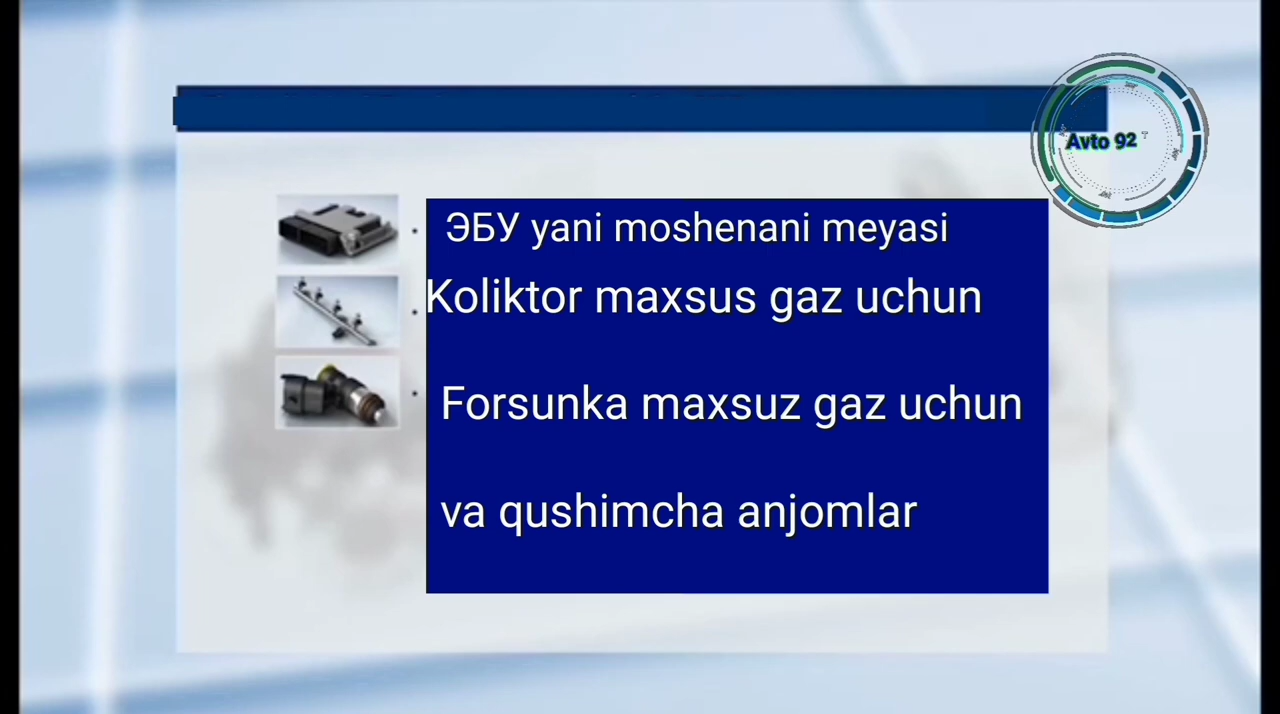 Avto 92
ЭБУ yani moshenani meyasi
Koliktor maxsus gaz uchun
Forsunka maxsuz gaz uchun
va qushimcha anjomlar